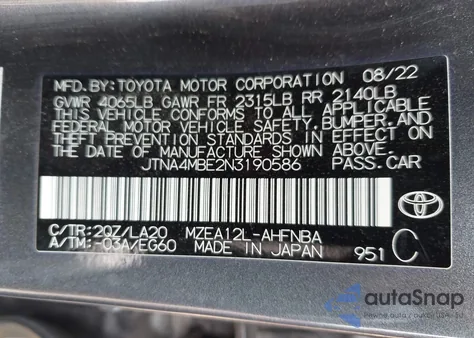 MFD. BY: TOYOTA MOTOR CORPORATION 08/22
GVWR 4065LB GAWR FR 2315LB RR 2140LB
THIS VEHICLE CONFORMS TO ALL APPLICABLE
FEDERAL MOTOR VEHICLE SAFETY, BUMPER, AND
THEFT PREVENTION STANDARDS IN EFFECT ON
THE DATE OF MANUFACTURE SHOWN ABOVE.
JTNA4MBE2N3190586 PASS. CAR
C/TR: 2QZ/LA20 MZEA12L-AHFNBA
A/TM: -03A/EG60 MADE IN JAPAN 951 C
autoSnap